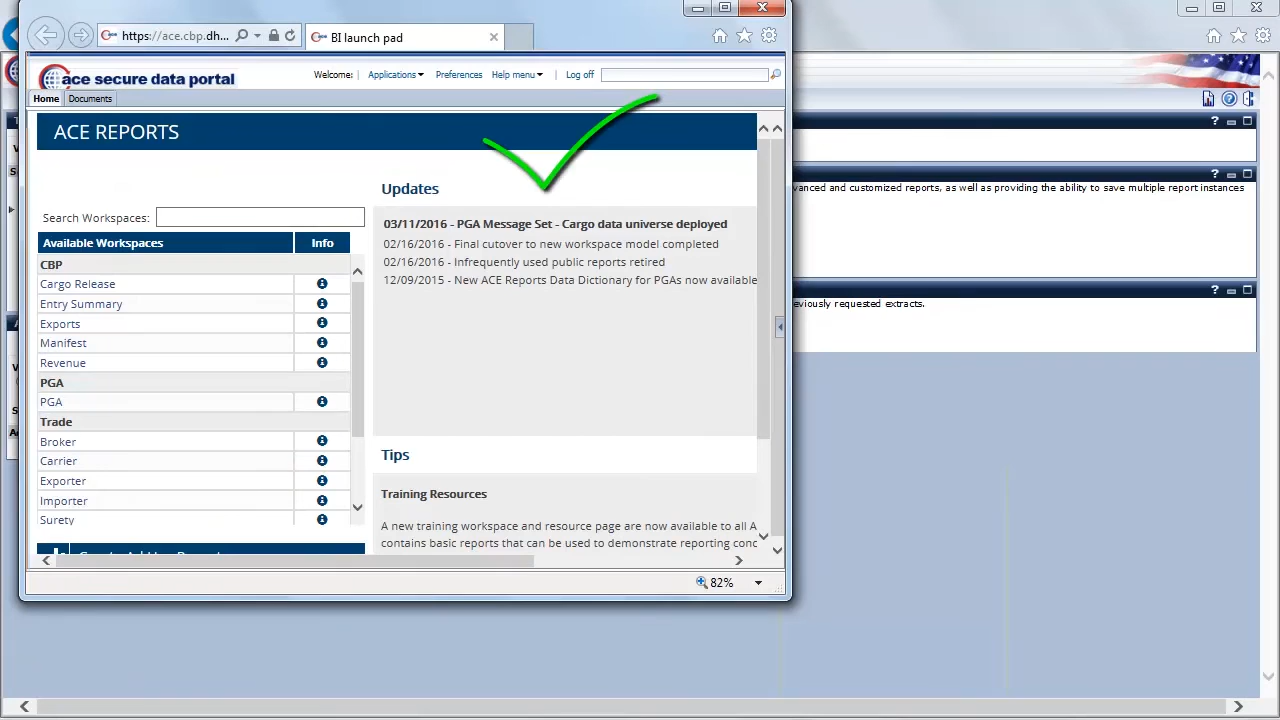 https://ace.cbp.dh...
BI launch pad
ace secure data portal
Welcome:
Applications
Preferences
Help menu
Log off
Home
Documents
ACE REPORTS
Updates
Search Workspaces:
03/11/2016 - PGA Message Set - Cargo data universe deployed
02/16/2016 - Final cutover to new workspace model completed
02/16/2016 - Infrequently used public reports retired
12/09/2015 - New ACE Reports Data Dictionary for PGAs now available
Available Workspaces
Info
CBP
Cargo Release
Entry Summary
Exports
Manifest
Revenue
PGA
PGA
Trade
Broker
Carrier
Exporter
Importer
Surety
Tips
Training Resources
A new training workspace and resource page are now available to all A
contains basic reports that can be used to demonstrate reporting conc
82%
vanced and customized reports, as well as providing the ability to save multiple report instances
viously requested extracts.